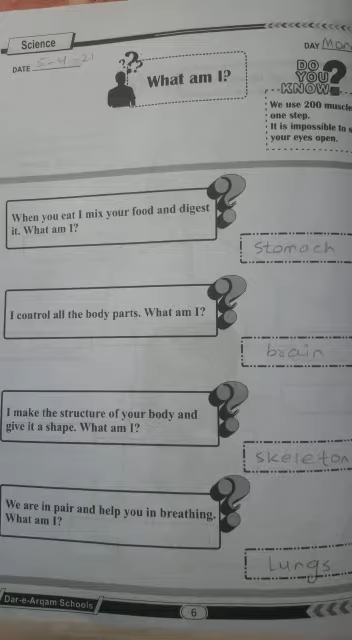 Science
DAY Mon
DATE 5-4-21
What am I?
DO
YOU
KNOW?
We use 200 muscle
one step.
It is impossible to s
your eyes open.
When you eat I mix your food and digest
it. What am I?
Stomach
I control all the body parts. What am I?
brain
I make the structure of your body and
give it a shape. What am I?
skeleton
We are in pair and help you in breathing.
What am I?
Lungs
Dar-e-Arqam Schools
6